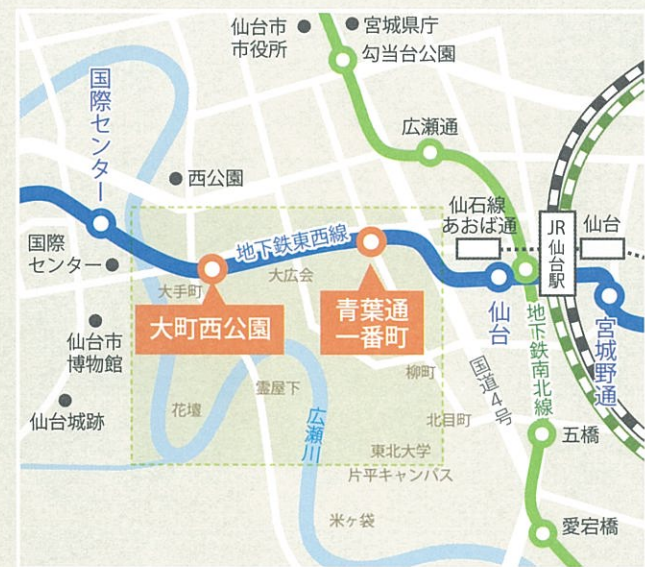 仙台市
市役所
宮城県庁
勾当台公園
国際センター
広瀬通
西公園
仙石線
あおば通
JR仙台駅
仙台
地下鉄東西線
国際
センター
大手町
大広会
大町西公園
青葉通
一番町
仙台
宮城野通
地下鉄南北線
国道4号
仙台市
博物館
仙台城跡
柳町
霊屋下
花壇
広瀬川
北目町
五橋
東北大学
片平キャンパス
米ヶ袋
愛宕橋